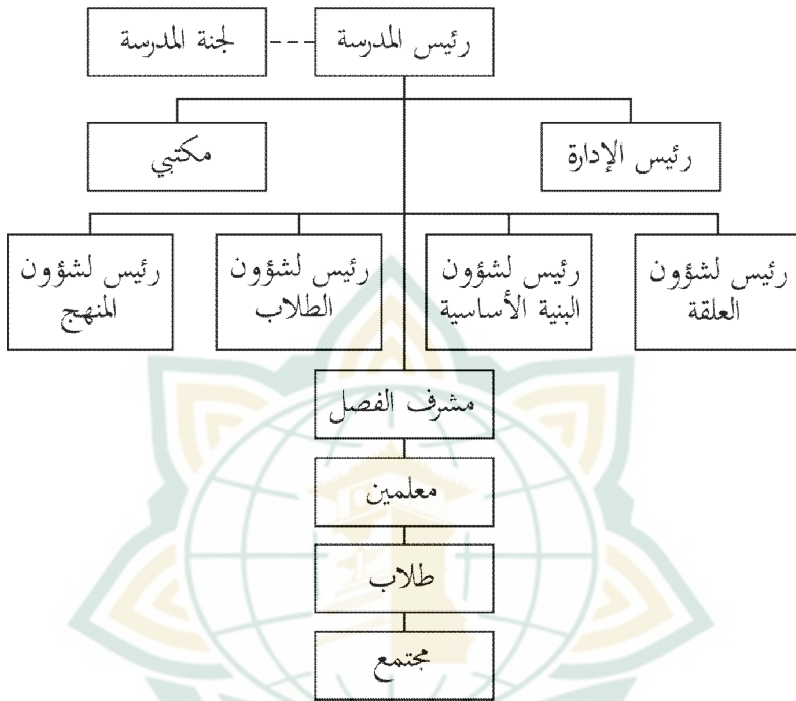 رئيس المدرسة
لجنة المدرسة
رئيس الإدارة
مكتبي
رئيس لشؤون
العلقة
رئيس لشؤون
البنية الأساسية
رئيس لشؤون
الطلاب
رئيس لشؤون
المنهج
مشرف الفصل
معلمين
طلاب
مجتمع